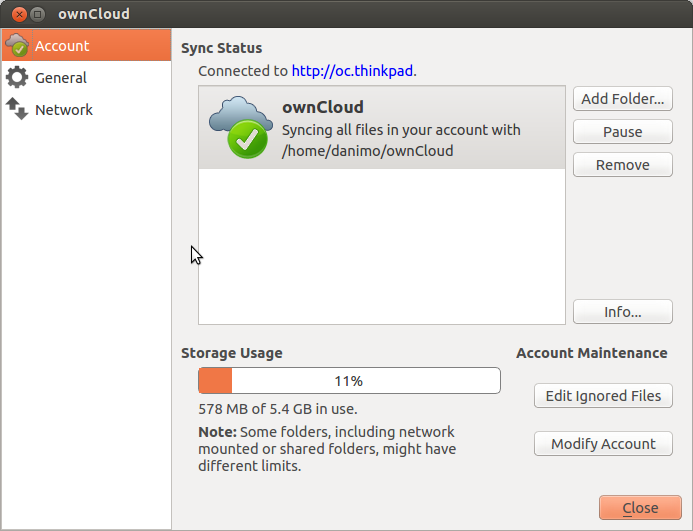 ownCloud
Account
General
Network
Sync Status
Connected to http://oc.thinkpad.
ownCloud
Syncing all files in your account with
/home/danimo/ownCloud
Add Folder...
Pause
Remove
Info...
Storage Usage
11%
578 MB of 5.4 GB in use.
Note: Some folders, including network
mounted or shared folders, might have
different limits.
Account Maintenance
Edit Ignored Files
Modify Account
Close